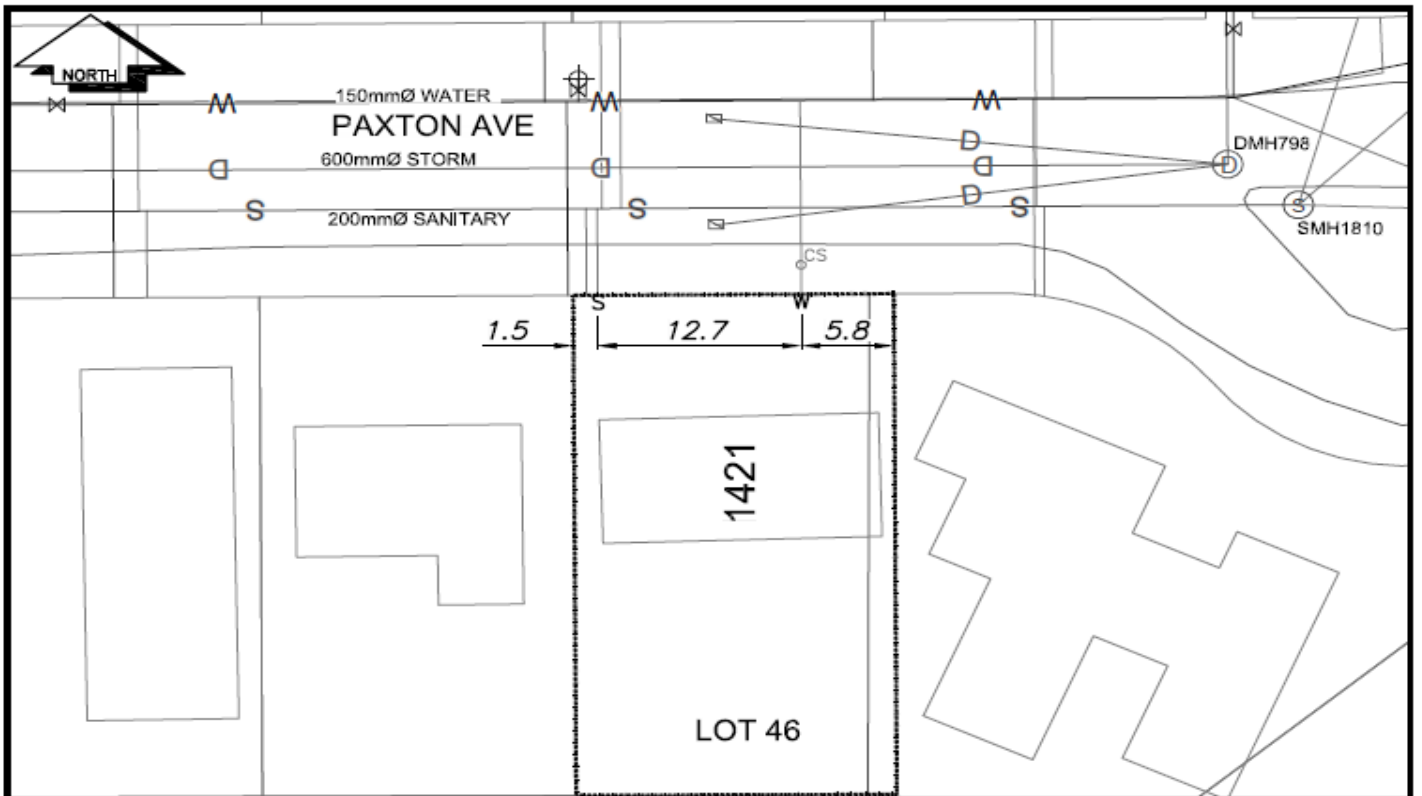 NORTH
150mmØ WATER
W
W
W
PAXTON AVE
D
DMH798
600mmØ STORM
D
D
D
D
D
S
S
S
S
200mmØ SANITARY
SMH1810
CS
S
W
1.5
12.7
5.8
1421
LOT 46